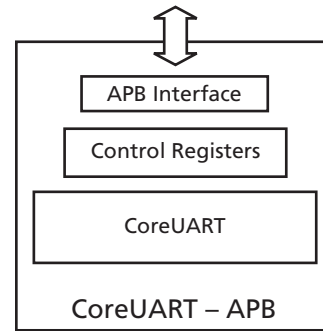 APB Interface
Control Registers
CoreUART
CoreUART – APB